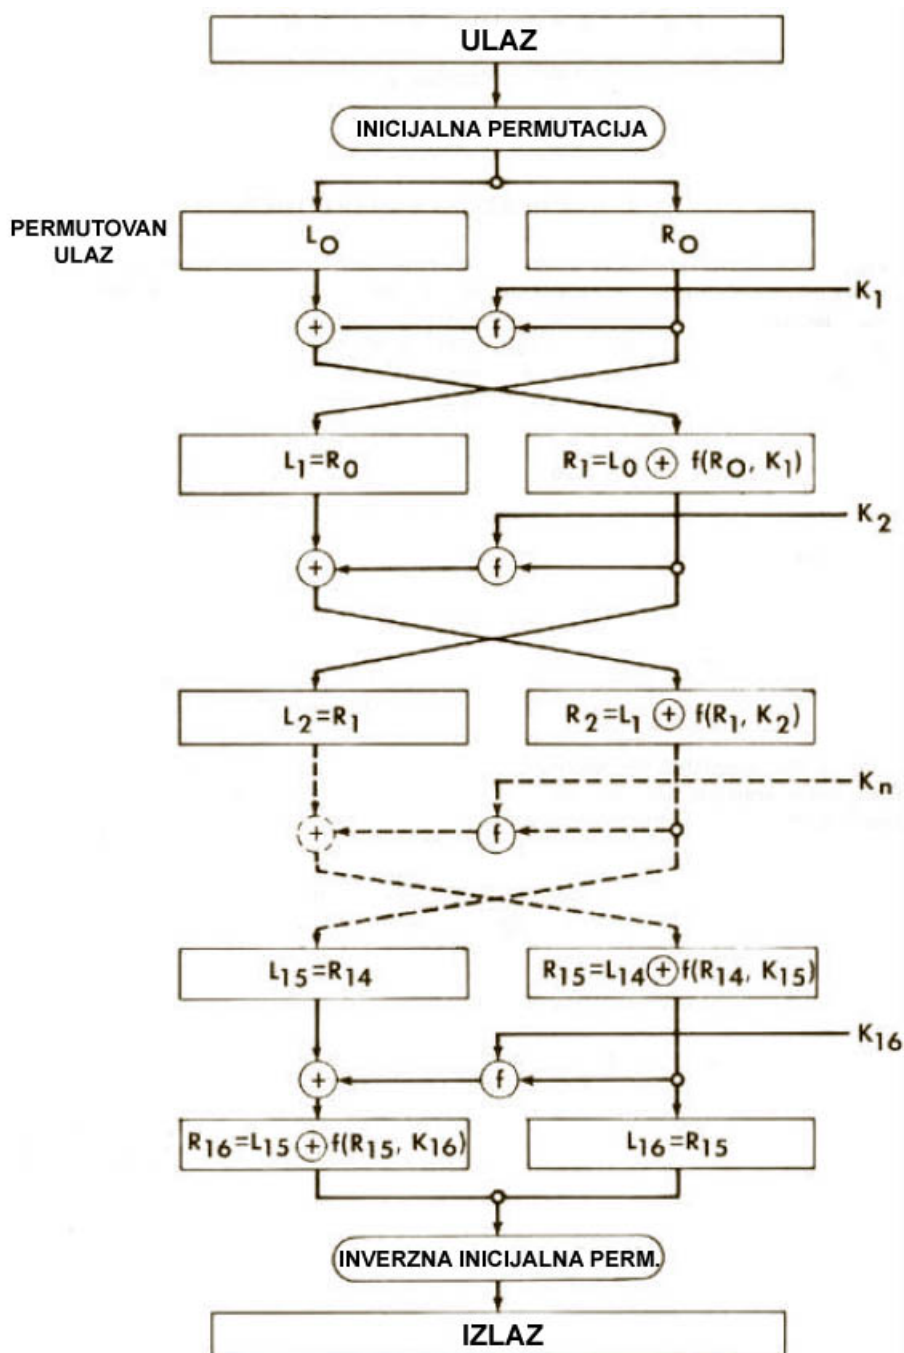 ULAZ
INICIJALNA PERMUTACIJA
PERMUTOVAN
ULAZ
L₀
R₀
K₁
+
f
L₁=R₀
R₁=L₀ ⊕ f(R₀, K₁)
K₂
+
f
L₂=R₁
R₂=L₁ ⊕ f(R₁, K₂)
Kₙ
+
f
L₁₅=R₁₄
R₁₅=L₁₄⊕f(R₁₄, K₁₅)
K₁₆
+
f
R₁₆=L₁₅⊕f(R₁₅, K₁₆)
L₁₆=R₁₅
INVERZNA INICIJALNA PERM.
IZLAZ